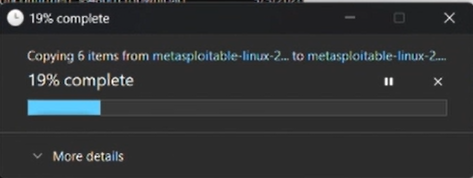 19% complete
Copying 6 items from metasploitable-linux-2... to metasploitable-linux-2....
19% complete
More details